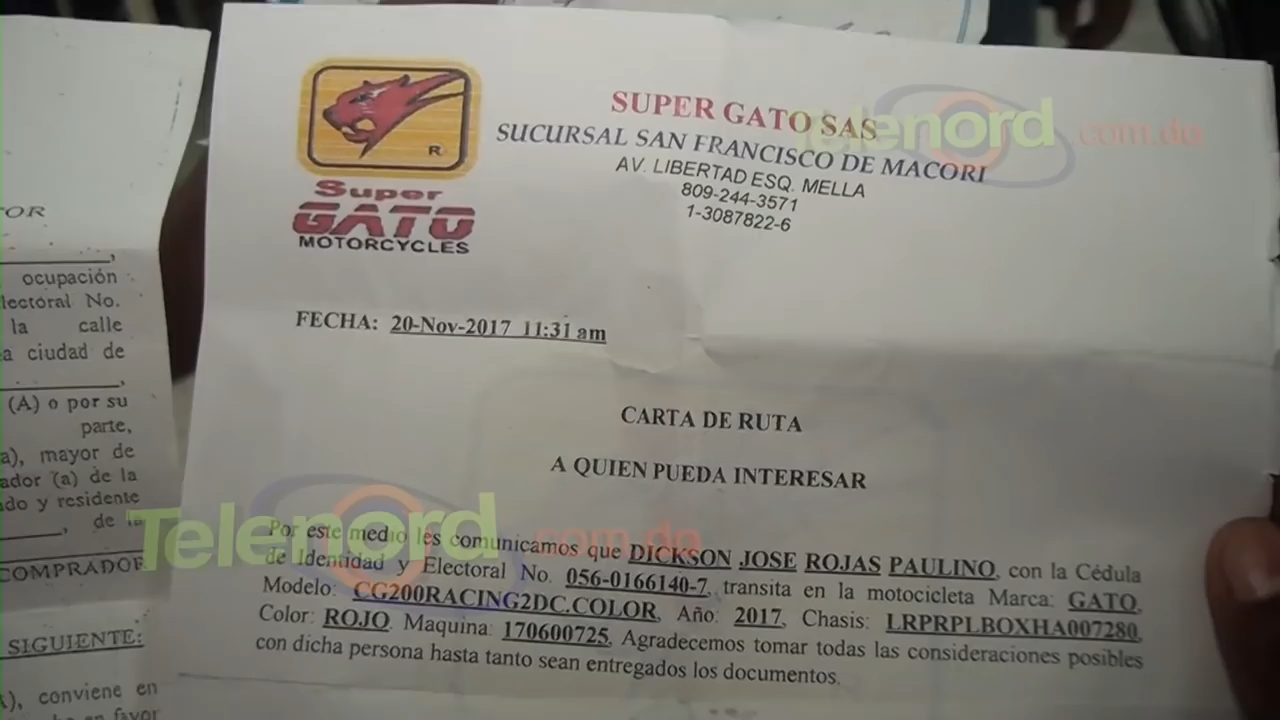 SUPER GATO SAS
SUCURSAL SAN FRANCISCO DE MACORI
AV. LIBERTAD ESQ. MELLA
809-244-3571
1-3087822-6
R
Super
GATO
MOTORCYCLES
Telenord.com.do
FECHA: 20-Nov-2017 11:31 am
CARTA DE RUTA
A QUIEN PUEDA INTERESAR
Por este medio les comunicamos que DICKSON JOSE ROJAS PAULINO, con la Cédula
de Identidad y Electoral No. 056-0166140-7, transita en la motocicleta Marca: GATO,
Modelo: CG200RACING2DC.COLOR, Año: 2017, Chasis: LRPRPLBOXHA007280,
Color: ROJO. Maquina: 170600725, Agradecemos tomar todas las consideraciones posibles
con dicha persona hasta tanto sean entregados los documentos.
Telenord.com.do
TOR
ocupación
lectoral No.
la calle
a ciudad de
(A) o por su
parte,
a), mayor de
ador (a) de la
do y residente
, de la
COMPRADOR
SIGUIENTE:
), conviene en
en favor